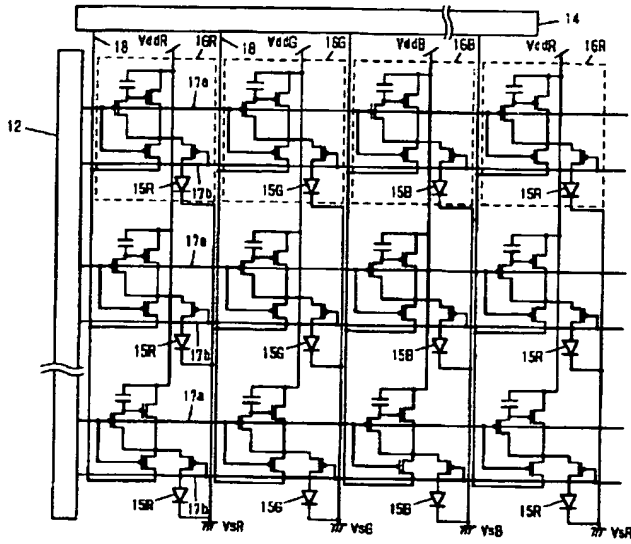 14
18 VddR 16R 18 VddG 16G VddB 16B VddR 16R
17a
12
15R 17b 15G 15B 15R
17a
15R 17b 15G 15B 15R
17a
15R 17b 15G 15B 15R
VsR VsG VsB VsR